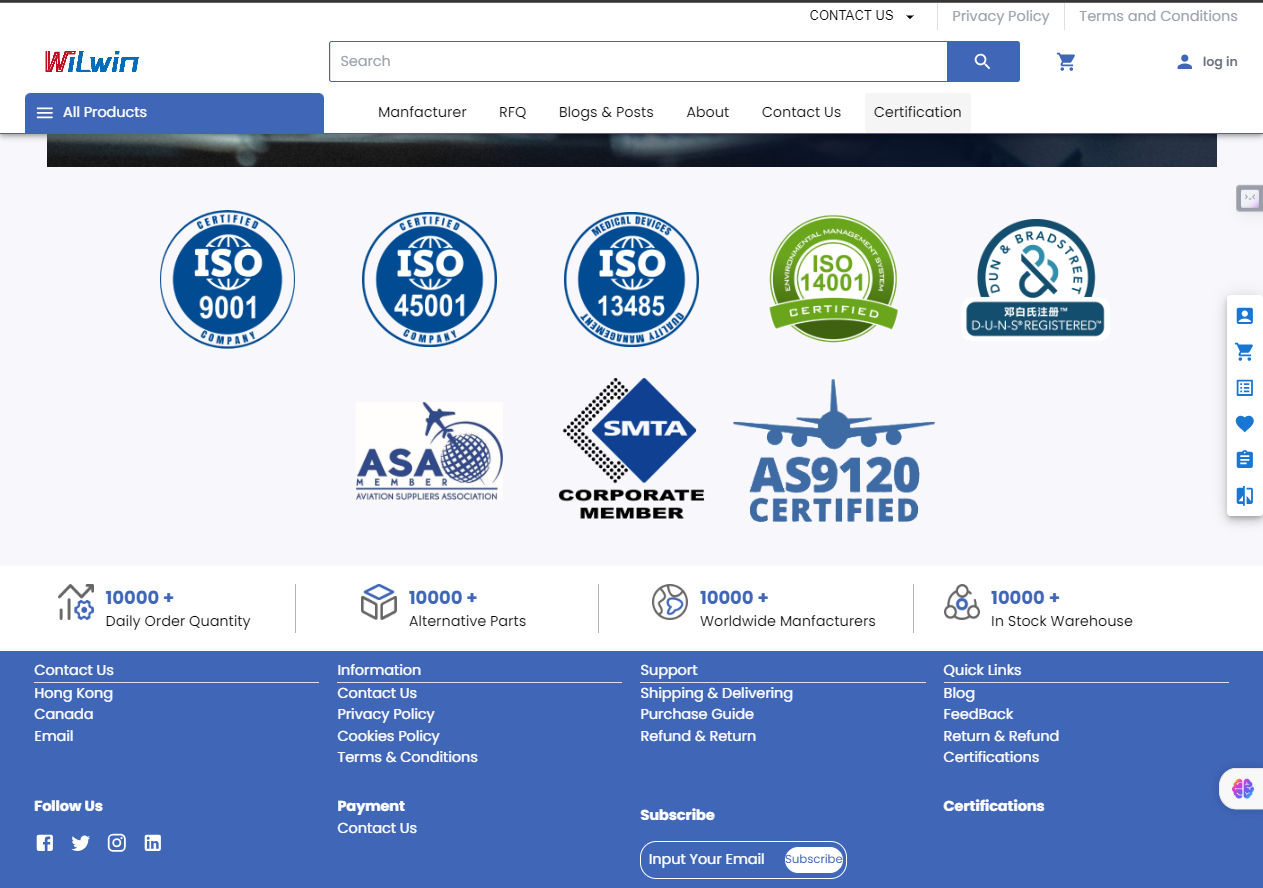 CONTACT US
Privacy Policy
Terms and Conditions
WiLwin
Search
log in
All Products
Manfacturer
RFQ
Blogs & Posts
About
Contact Us
Certification
CERTIFIED
ISO
9001
COMPANY
CERTIFIED
ISO
45001
COMPANY
MEDICAL DEVICES
ISO
13485
QUALITY MANAGEMENT
ENVIRONMENTAL MANAGEMENT SYSTEM
ISO
14001
CERTIFIED
DUN & BRADSTREET
邓白氏注册™
D-U-N-S® REGISTERED™
ASA
MEMBER
AVIATION SUPPLIERS ASSOCIATION
SMTA
CORPORATE
MEMBER
AS9120
CERTIFIED
10000 +
Daily Order Quantity
10000 +
Alternative Parts
10000 +
Worldwide Manfacturers
10000 +
In Stock Warehouse
Contact Us
Hong Kong
Canada
Email
Information
Contact Us
Privacy Policy
Cookies Policy
Terms & Conditions
Support
Shipping & Delivering
Purchase Guide
Refund & Return
Quick Links
Blog
FeedBack
Return & Refund
Certifications
Follow Us
Payment
Contact Us
Subscribe
Input Your Email
Subscribe
Certifications